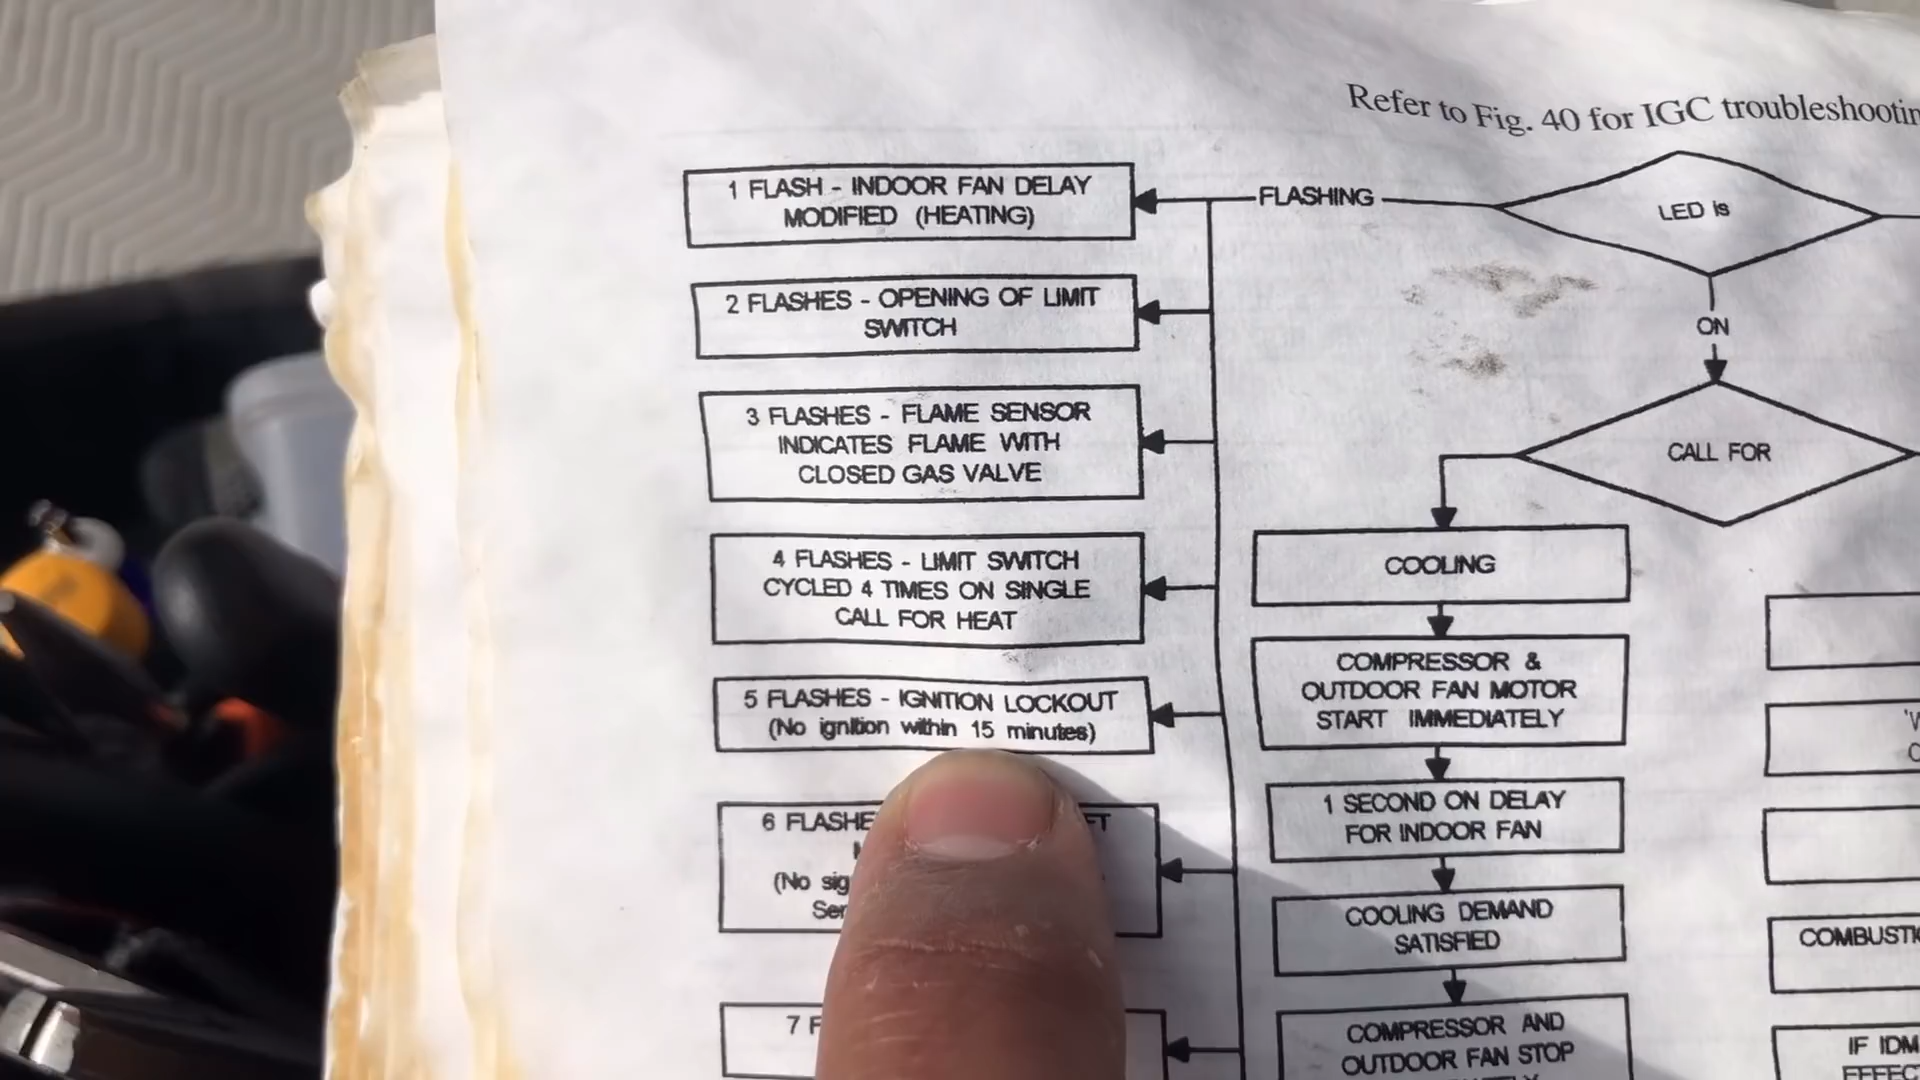 Refer to Fig. 40 for IGC
1 FLASH - INDOOR FAN DELAY
MODIFIED (HEATING)
FLASHING
LED is
2 FLASHES - OPENING OF LIMIT
SWITCH
ON
3 FLASHES - FLAME SENSOR
INDICATES FLAME WITH
CLOSED GAS VALVE
CALL FOR
4 FLASHES - LIMIT SWITCH
CYCLED 4 TIMES ON SINGLE
CALL FOR HEAT
COOLING
5 FLASHES - IGNITION LOCKOUT
(No ignition within 15 minutes)
COMPRESSOR &
OUTDOOR FAN MOTOR
START IMMEDIATELY
6
(No
1 SECOND ON DELAY
FOR INDOOR FAN
COOLING DEMAND
SATISFIED
7
COMPRESSOR AND
OUTDOOR FAN STOP
IF IDM